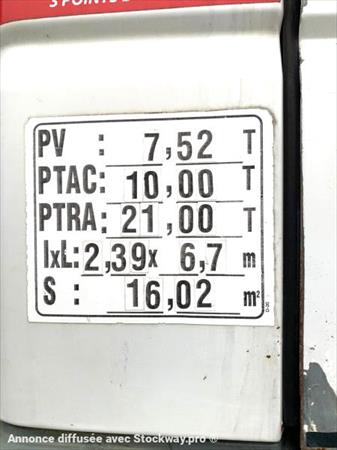 PV : 7,52 T
PTAC: 10,00 T
PTRA: 21,00 T
lxL: 2,39x 6,7 m
S : 16,02 m²
Annonce diffusée avec Stockway.pro ®